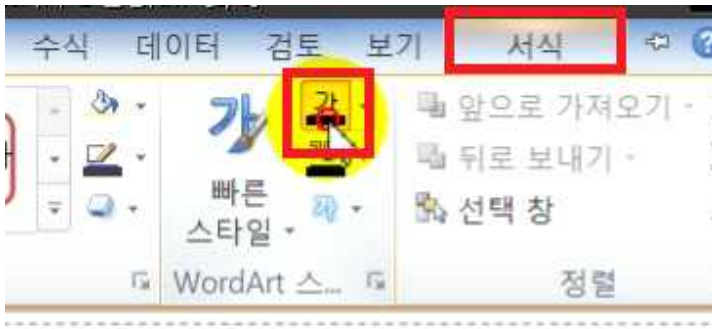 수식 데이터 검토 보기 서식
가
가 앞으로 가져오기
뒤로 보내기
빠른
스타일
가
선택 창
WordArt 스... 정렬